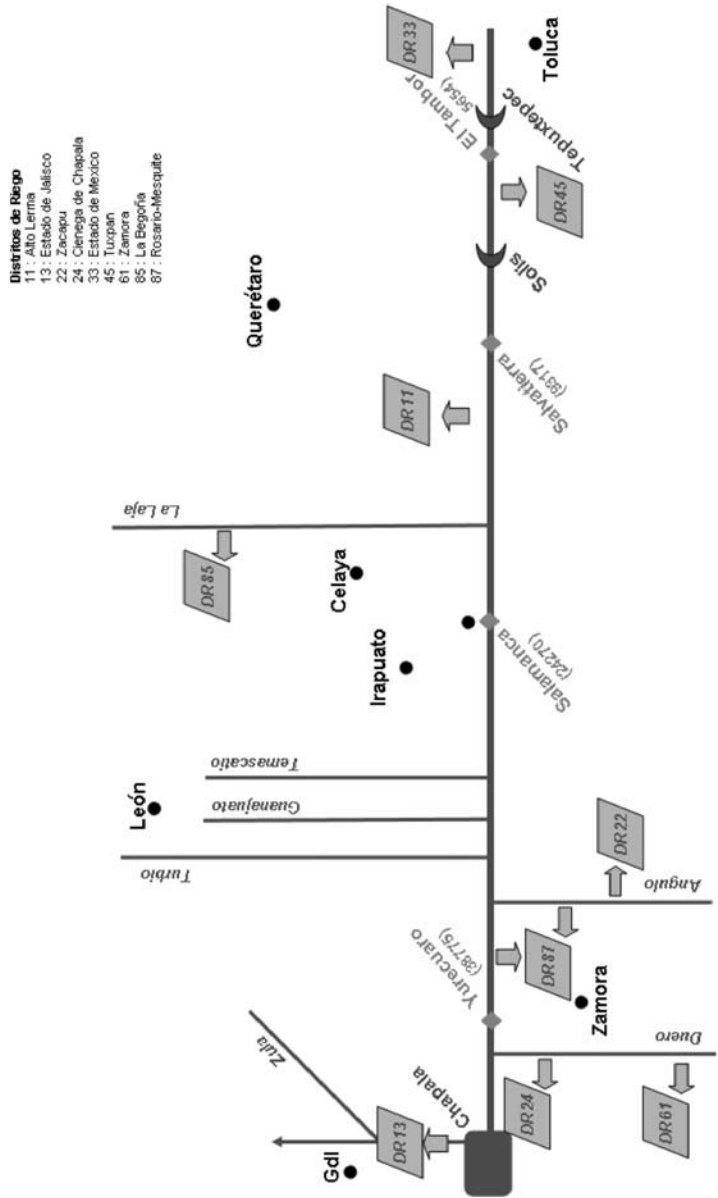 Distritos de Riego
11 : Alto Lerma
13 : Estado de Jalisco
22 : Zacapu
24 : Cienega de Chapala
33 : Estado de Mexico
45 : Tuxpan
61 : Zamora
85 : La Begoña
87 : Rosario-Mesquite
Gdl
Zula
DR13
Chapala
DR24
DR61
Duero
Yurecuaro
(38775)
DR87
Zamora
Angulo
DR22
León
Turbio
Guanajuato
Temascatio
Irapuato
Celaya
Salamanca
(24270)
DR85
La Laja
DR11
Querétaro
Salvatierra
(9317)
Solis
DR45
El Tambor
5654)
Tepuxtepec
DR33
Toluca